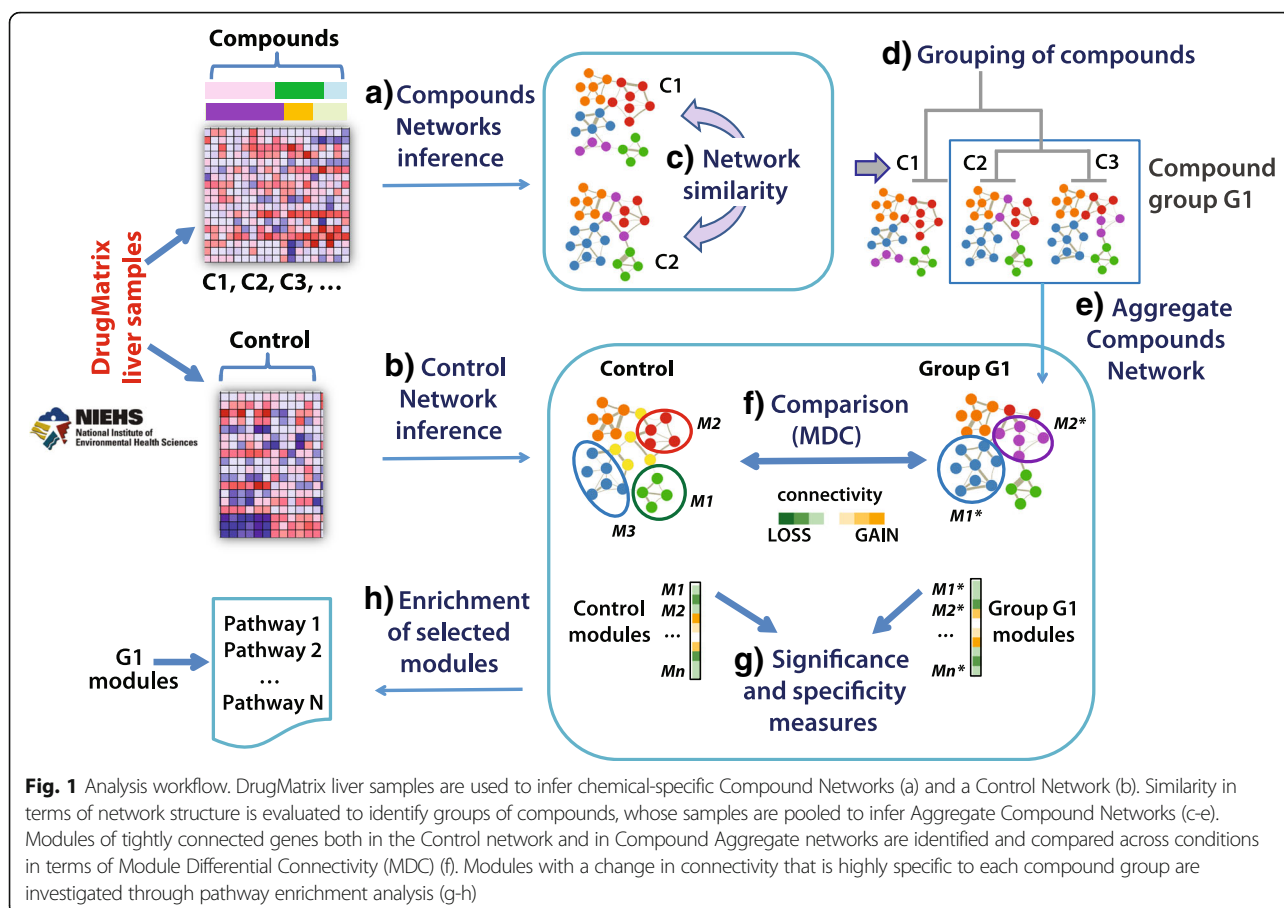 Compounds
C1, C2, C3, ...
DrugMatrix
liver samples
Control
NIEHS
National Institute of
Environmental Health Sciences
a) Compounds
Networks
inference
C1
c) Network
similarity
C2
d) Grouping of compounds
C1
C2
C3
Compound
group G1
e) Aggregate
Compounds
Network
b) Control
Network
inference
Control
M2
M1
M3
f) Comparison
(MDC)
connectivity
LOSS GAIN
Group G1
M2*
M1*
Control
modules
M1
M2
...
Mn
g) Significance
and specificity
measures
M1*
M2*
...
Mn*
Group G1
modules
h) Enrichment
of selected
modules
G1
modules
Pathway 1
Pathway 2
...
Pathway N
Fig. 1 Analysis workflow. DrugMatrix liver samples are used to infer chemical-specific Compound Networks (a) and a Control Network (b). Similarity in
terms of network structure is evaluated to identify groups of compounds, whose samples are pooled to infer Aggregate Compound Networks (c-e).
Modules of tightly connected genes both in the Control network and in Compound Aggregate networks are identified and compared across conditions
in terms of Module Differential Connectivity (MDC) (f). Modules with a change in connectivity that is highly specific to each compound group are
investigated through pathway enrichment analysis (g-h)